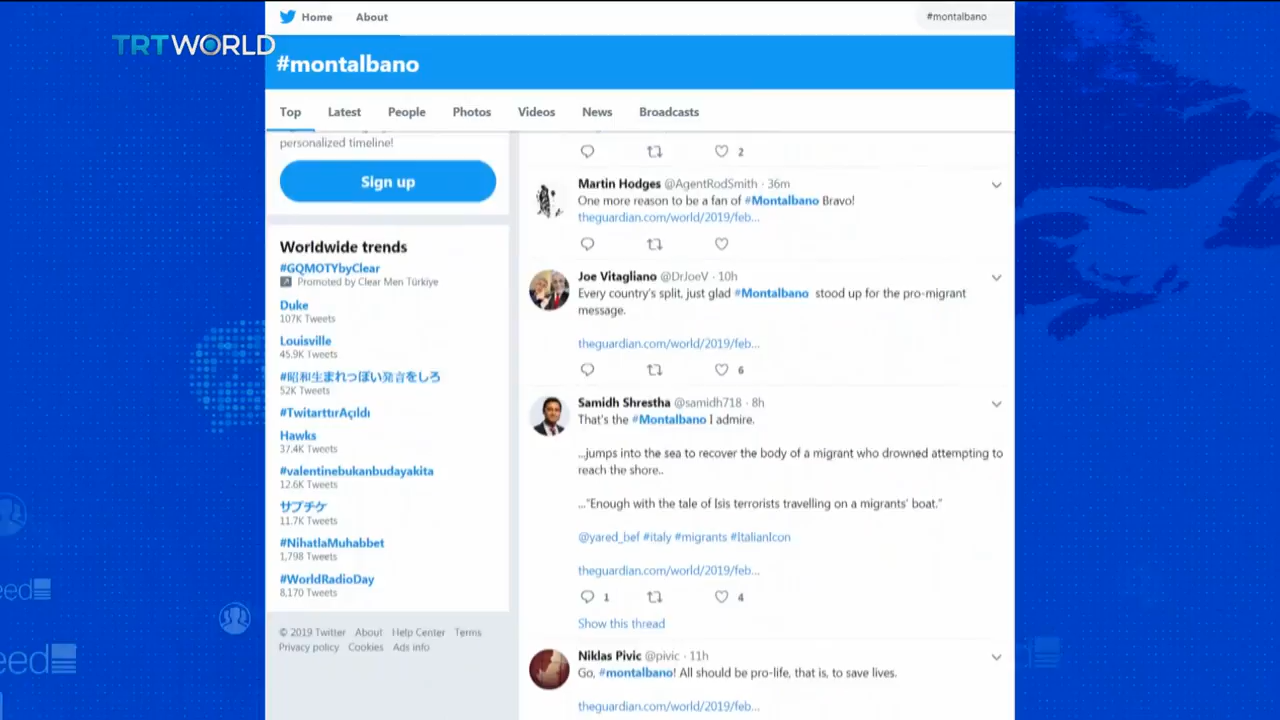 Home
About
#montalbano
TRTWORLD
#montalbano
Top
Latest
People
Photos
Videos
News
Broadcasts
personalized timeline!
Sign up
Worldwide trends
#GQMOTYbyClear
Promoted by Clear Men Türkiye
Duke
107K Tweets
Louisville
45.9K Tweets
#昭和生まれっぽい発言をしろ
52K Tweets
#TwitarttırAçıldı
Hawks
37.4K Tweets
#valentinebukanbudayakita
12.6K Tweets
サブチケ
11.7K Tweets
#NihatlaMuhabbet
1,798 Tweets
#WorldRadioDay
8,170 Tweets
© 2019 Twitter About Help Center Terms
Privacy policy Cookies Ads info
2
Martin Hodges @AgentRodSmith · 36m
One more reason to be a fan of #Montalbano Bravo!
theguardian.com/world/2019/feb...
Joe Vitagliano @DrJoeV · 10h
Every country's split, just glad #Montalbano stood up for the pro-migrant
message.
theguardian.com/world/2019/feb...
6
Samidh Shrestha @samidh718 · 8h
That's the #Montalbano I admire.
...jumps into the sea to recover the body of a migrant who drowned attempting to
reach the shore..
..."Enough with the tale of Isis terrorists travelling on a migrants' boat."
@yared_bef #italy #migrants #ItalianIcon
theguardian.com/world/2019/feb...
1
4
Show this thread
Niklas Pivic @pivic · 11h
Go, #montalbano! All should be pro-life, that is, to save lives.
theguardian.com/world/2019/feb...
eed
eed